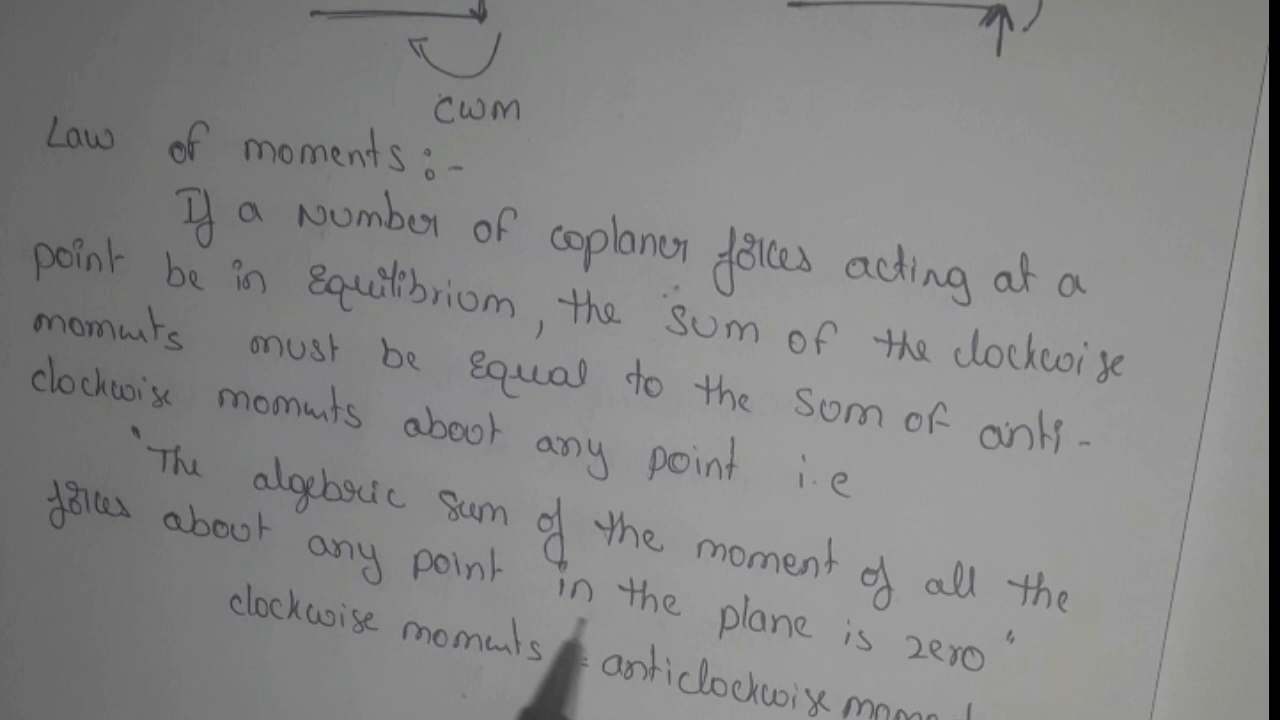 CWM
Law of moments :-
If a Number of coplaner forces acting at a
point be in Equilibriom, the sum of the clockwise
moments must be Equal to the sum of anti-
clockwise moments about any point i.e
"The algebric sum of the moment of all the
forces about any point in the plane is zero"
clockwise moments = anticlockwise